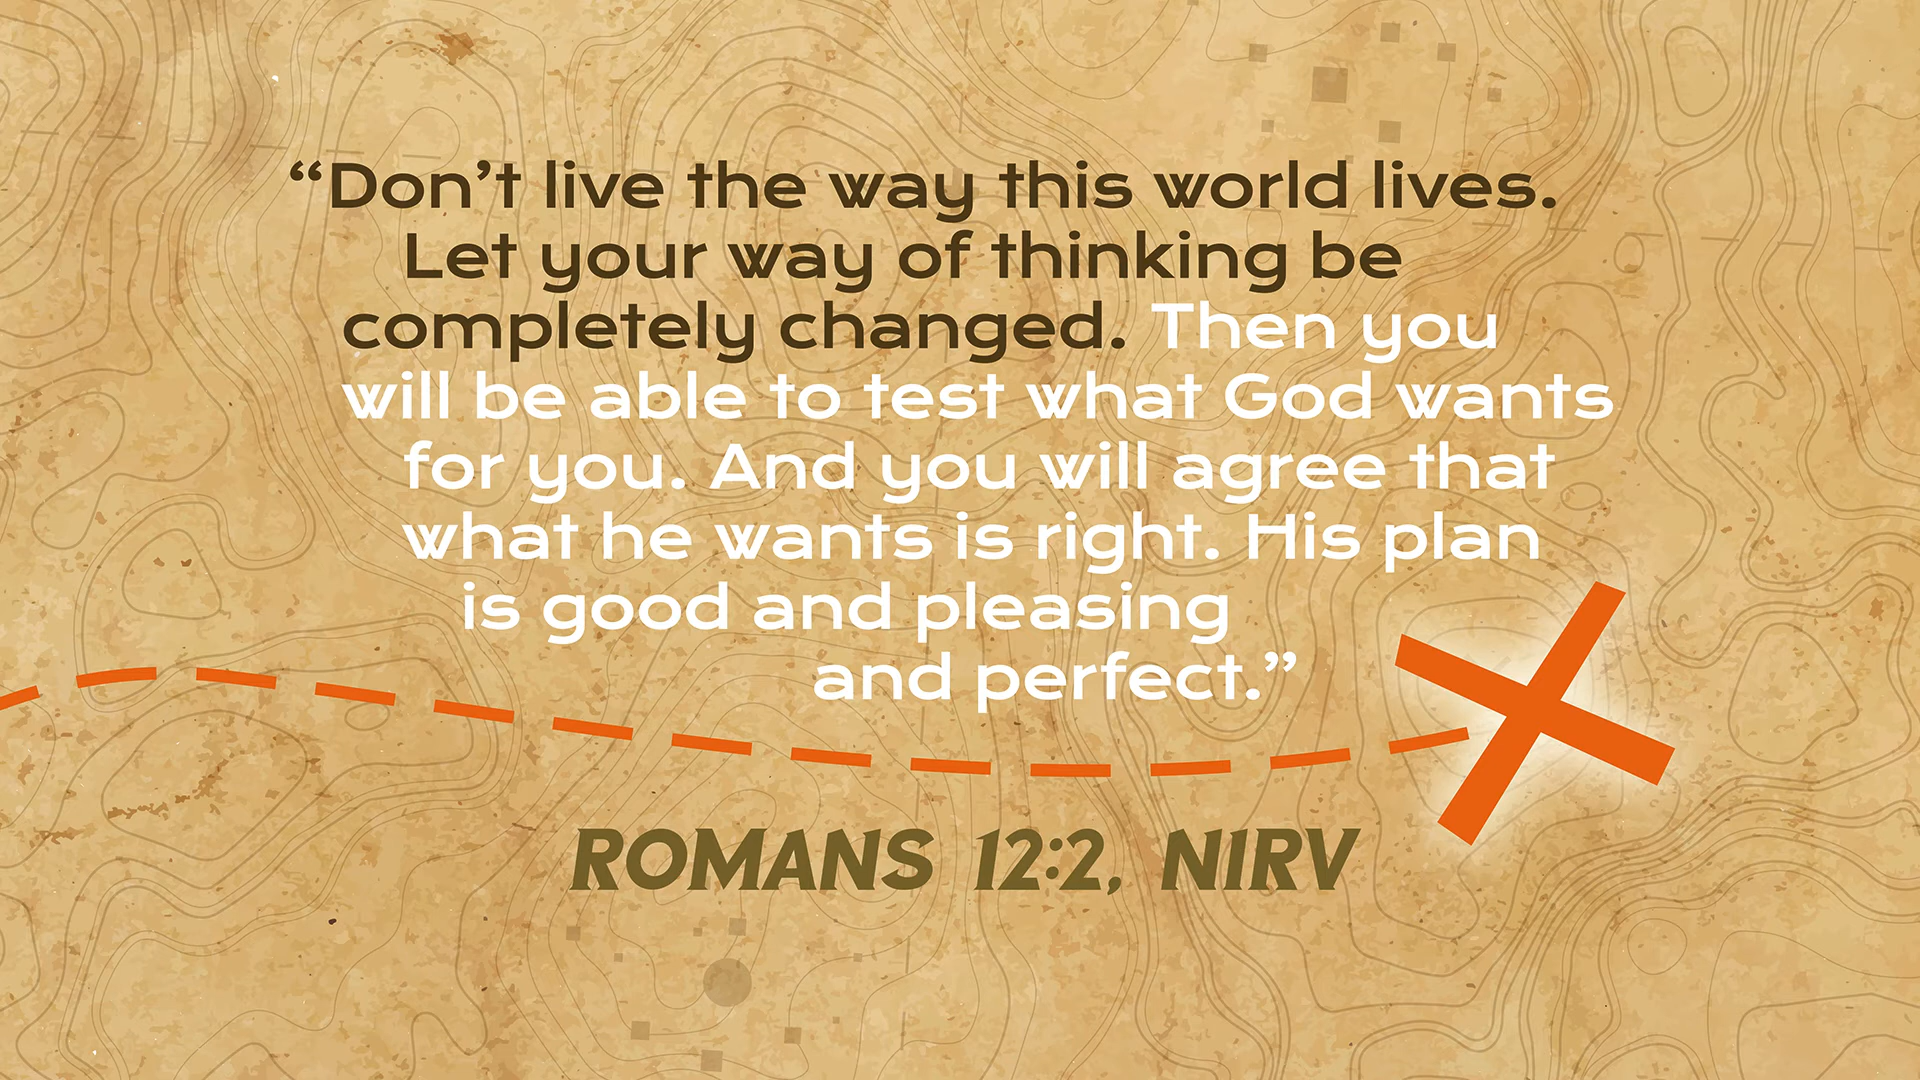 “Don’t live the way this world lives.
Let your way of thinking be
completely changed. Then you
will be able to test what God wants
for you. And you will agree that
what he wants is right. His plan
is good and pleasing
and perfect.”
ROMANS 12:2, NIRV